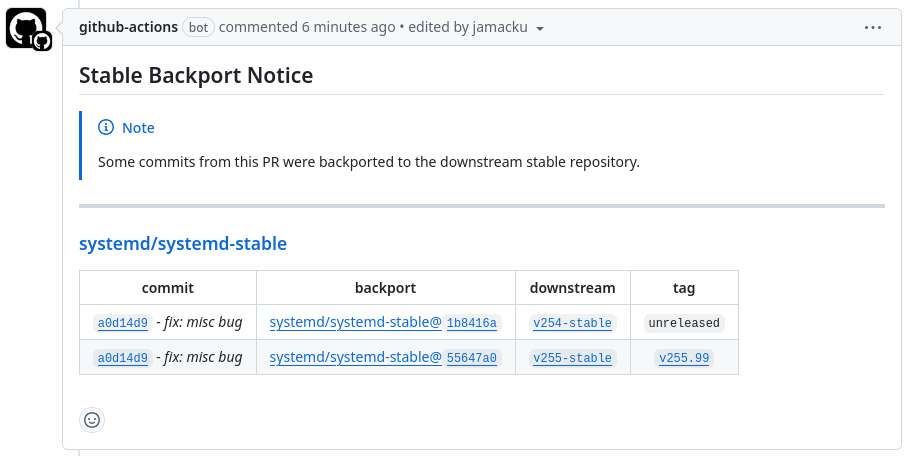 github-actions bot commented 6 minutes ago • edited by jamacku
Stable Backport Notice
Note
Some commits from this PR were backported to the downstream stable repository.
systemd/systemd-stable
commit backport downstream tag
a0d14d9 - fix: misc bug systemd/systemd-stable@ 1b8416a v254-stable unreleased
a0d14d9 - fix: misc bug systemd/systemd-stable@ 55647a0 v255-stable v255.99